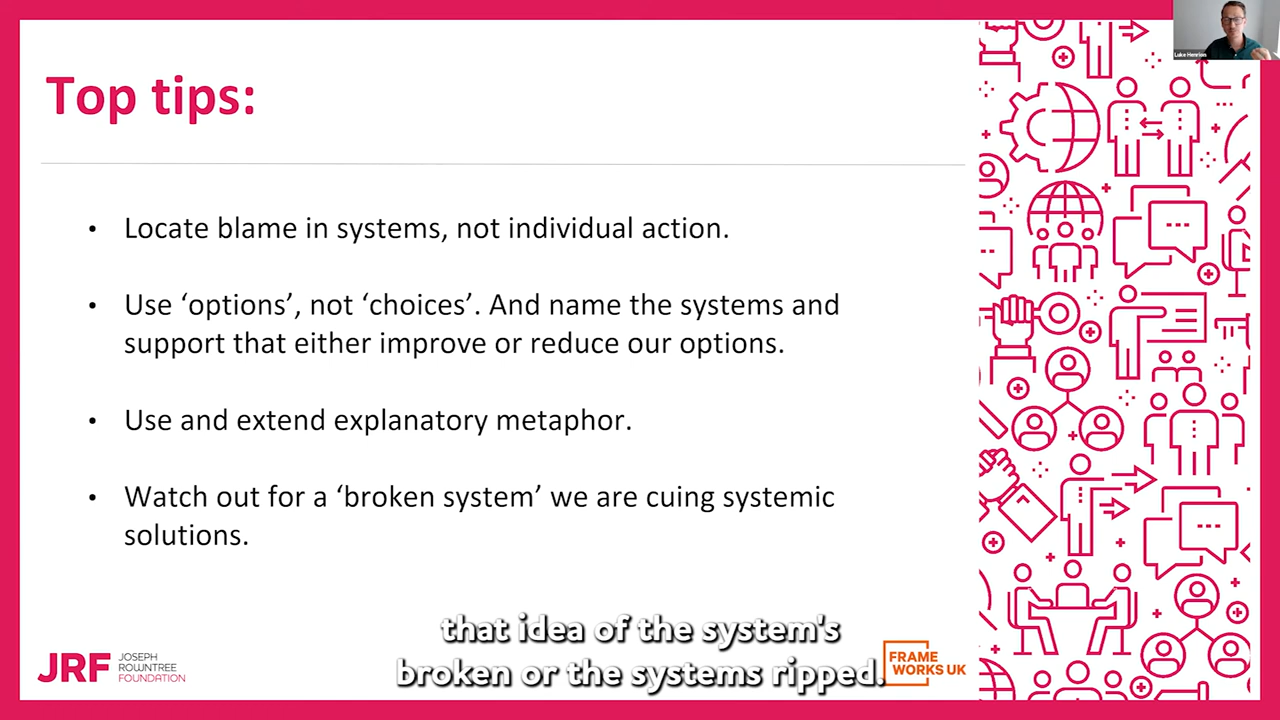 Luke Henrion
Top tips:
• Locate blame in systems, not individual action.
• Use ‘options’, not ‘choices’. And name the systems and
support that either improve or reduce our options.
• Use and extend explanatory metaphor.
• Watch out for a ‘broken system’ we are cuing systemic
solutions.
that idea of the system's
broken or the systems ripped.
JRF JOSEPH
ROUNTREE
FOUNDATION
FRAME
WORKS UK